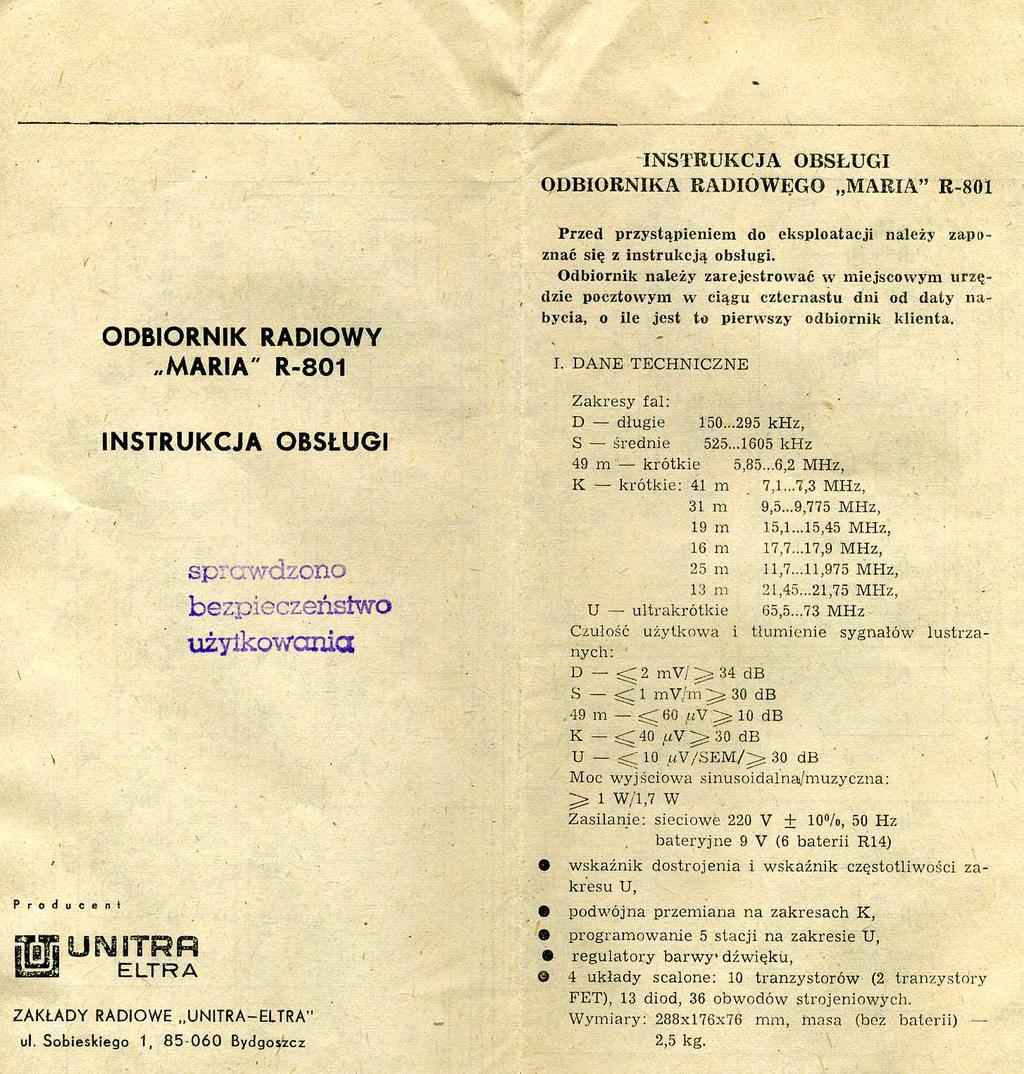 ODBIORNIK RADIOWY
„MARIA" R-801
INSTRUKCJA OBSŁUGI
sprawdzono
bezpieczeństwo
użytkowania
Producent
UNITRA
ELTRA
ZAKŁADY RADIOWE „UNITRA-ELTRA"
ul. Sobieskiego 1, 85-060 Bydgoszcz
INSTRUKCJA OBSŁUGI
ODBIORNIKA RADIOWEGO „MARIA" R-801
Przed przystąpieniem do eksploatacji należy zapo-
znać się z instrukcją obsługi.
Odbiornik należy zarejestrować w miejscowym urzę-
dzie pocztowym w ciągu czternastu dni od daty na-
bycia, o ile jest to pierwszy odbiornik klienta.
I. DANE TECHNICZNE
Zakresy fal:
D — długie 150...295 kHz,
S — średnie 525...1605 kHz
49 m — krótkie 5,85...6,2 MHz,
K — krótkie: 41 m 7,1...7,3 MHz,
31 m 9,5...9,775 MHz,
19 m 15,1...15,45 MHz,
16 m 17,7...17,9 MHz,
25 m 11,7...11,975 MHz,
13 m 21,45...21,75 MHz,
U — ultrakrótkie 65,5...73 MHz
Czułość użytkowa i tłumienie sygnałów lustrza-
nych:
D — ≤ 2 mV/ ≥ 34 dB
S — ≤ 1 mV/m ≥ 30 dB
49 m — ≤ 60 µV ≥ 10 dB
K — ≤ 40 µV ≥ 30 dB
U — ≤ 10 µV/SEM/≥ 30 dB
Moc wyjściowa sinusoidalna/muzyczna:
≥ 1 W/1,7 W
Zasilanie: sieciowe 220 V ± 10%, 50 Hz
bateryjne 9 V (6 baterii R14)
● wskaźnik dostrojenia i wskaźnik częstotliwości za-
kresu U,
● podwójna przemiana na zakresach K,
● programowanie 5 stacji na zakresie U,
● regulatory barwy dźwięku,
● 4 układy scalone: 10 tranzystorów (2 tranzystory
FET), 13 diod, 36 obwodów strojeniowych.
Wymiary: 288x176x76 mm, masa (bez baterii) —
2,5 kg.